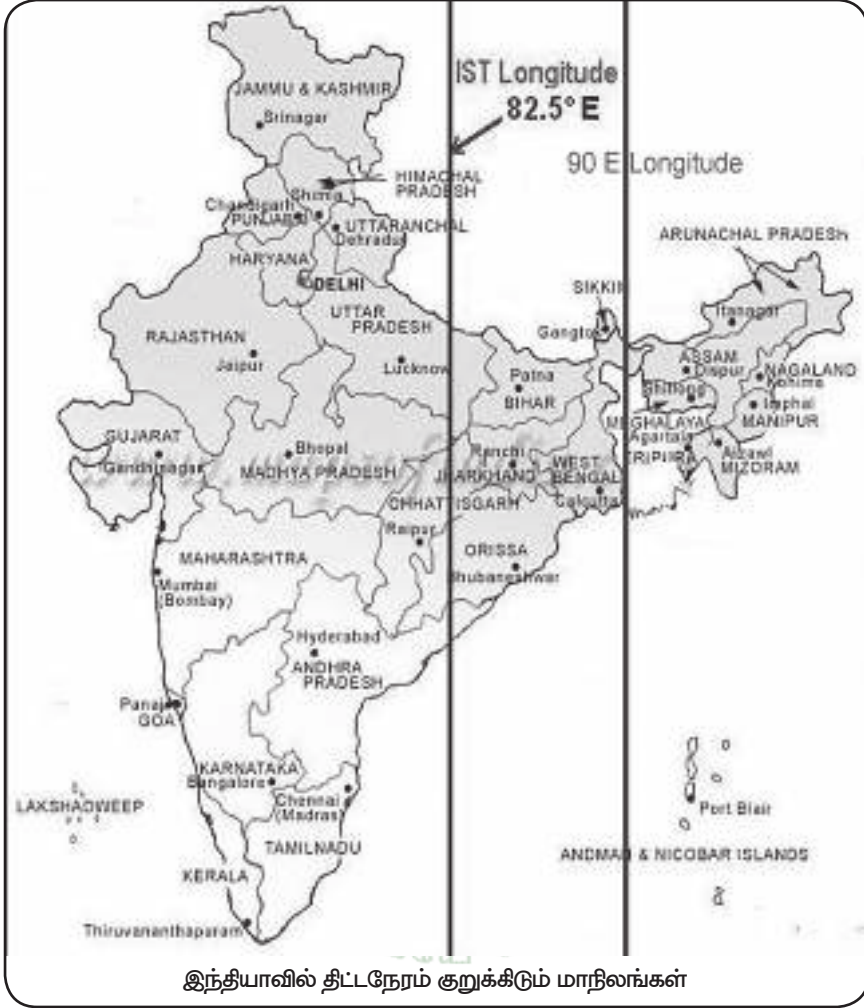 JAMMU & KASHMIR
Srinagar
IST Longitude
82.5° E
90 E Longitude
HIMACHAL
PRADESH
Shimla
Chandigarh
PUNJAB
UTTARANCHAL
Dehradun
HARYANA
DELHI
ARUNACHAL PRADESH
SIKKII
Itanagar
UTTAR
PRADESH
Gangto
RAJASTHAN
Jaipur
Lucknow
ASSAM
Dispur
NAGALAND
Kohima
Patna
BIHAR
Shillong
Imphal
MANIPUR
MEGHALAYA
Agartala
TRIPURA
Aizawl
MIZORAM
GUJARAT
Gandhinagar
Bhopal
MADHYA PRADESH
Ranchi
JHARKHAND
WEST
BENGAL
Calcutta
CHHATTISGARH
Raipur
MAHARASHTRA
ORISSA
Bhubaneshwar
Mumbai
(Bombay)
Hyderabad
ANDHRA
PRADESH
Panaji
GOA
KARNATAKA
Bangalore
Chennai
(Madras)
LAKSHADWEEP
Port Blair
TAMILNADU
ANDMAN & NICOBAR ISLANDS
KERALA
Thiruvananthapuram
இந்தியாவில் திட்டநேரம் குறுக்கிடும் மாநிலங்கள்